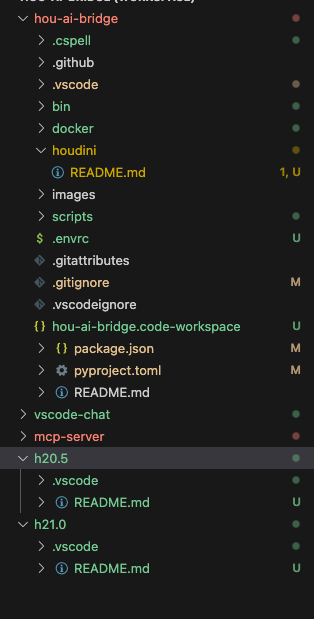 hou-ai-bridge
.cspell
.github
.vscode
bin
docker
houdini
README.md 1, U
images
scripts
.envrc U
.gitattributes
.gitignore M
.vscodeignore
hou-ai-bridge.code-workspace U
package.json M
pyproject.toml M
README.md
vscode-chat
mcp-server
h20.5
.vscode
README.md U
h21.0
.vscode
README.md U